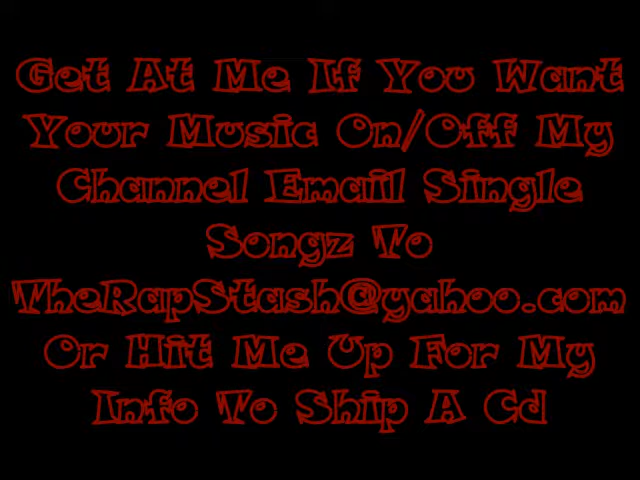 Get At Me If You Want
Your Music On/Off My
Channel Email Single
Songz To
TheRapStash@yahoo.com
Or Hit Me Up For My
Info To Ship A Cd